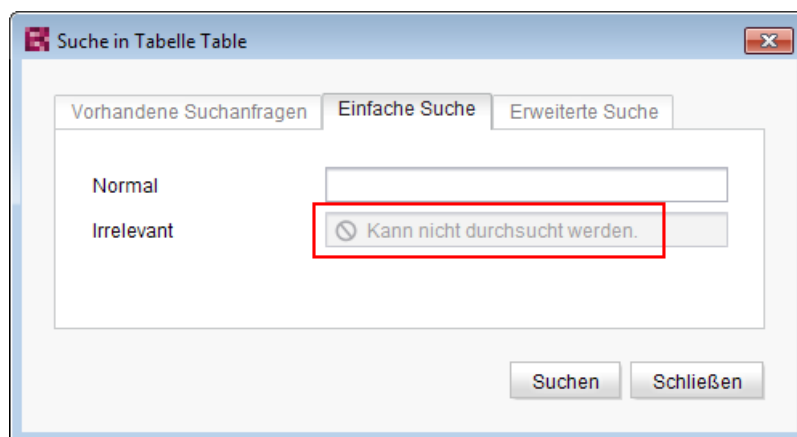 Suche in Tabelle Table
Vorhandene Suchanfragen Einfache Suche Erweiterte Suche
Normal
Irrelevant Kann nicht durchsucht werden.
Suchen Schließen